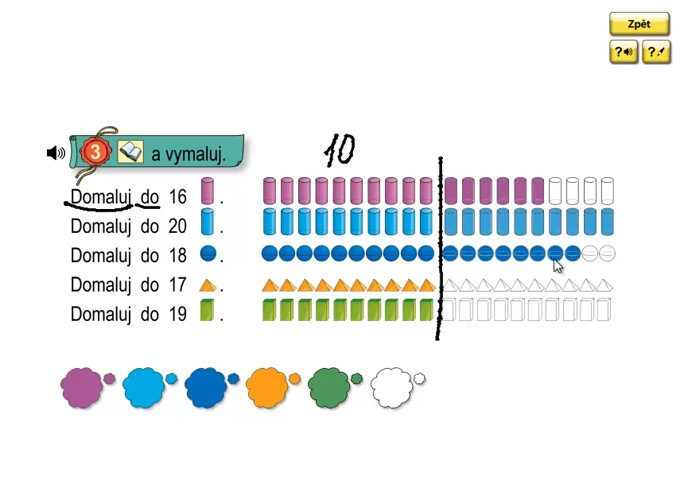 Zpět
? ?
3 a vymaluj.
10
Domaluj do 16 .
Domaluj do 20 .
Domaluj do 18 .
Domaluj do 17 .
Domaluj do 19 .